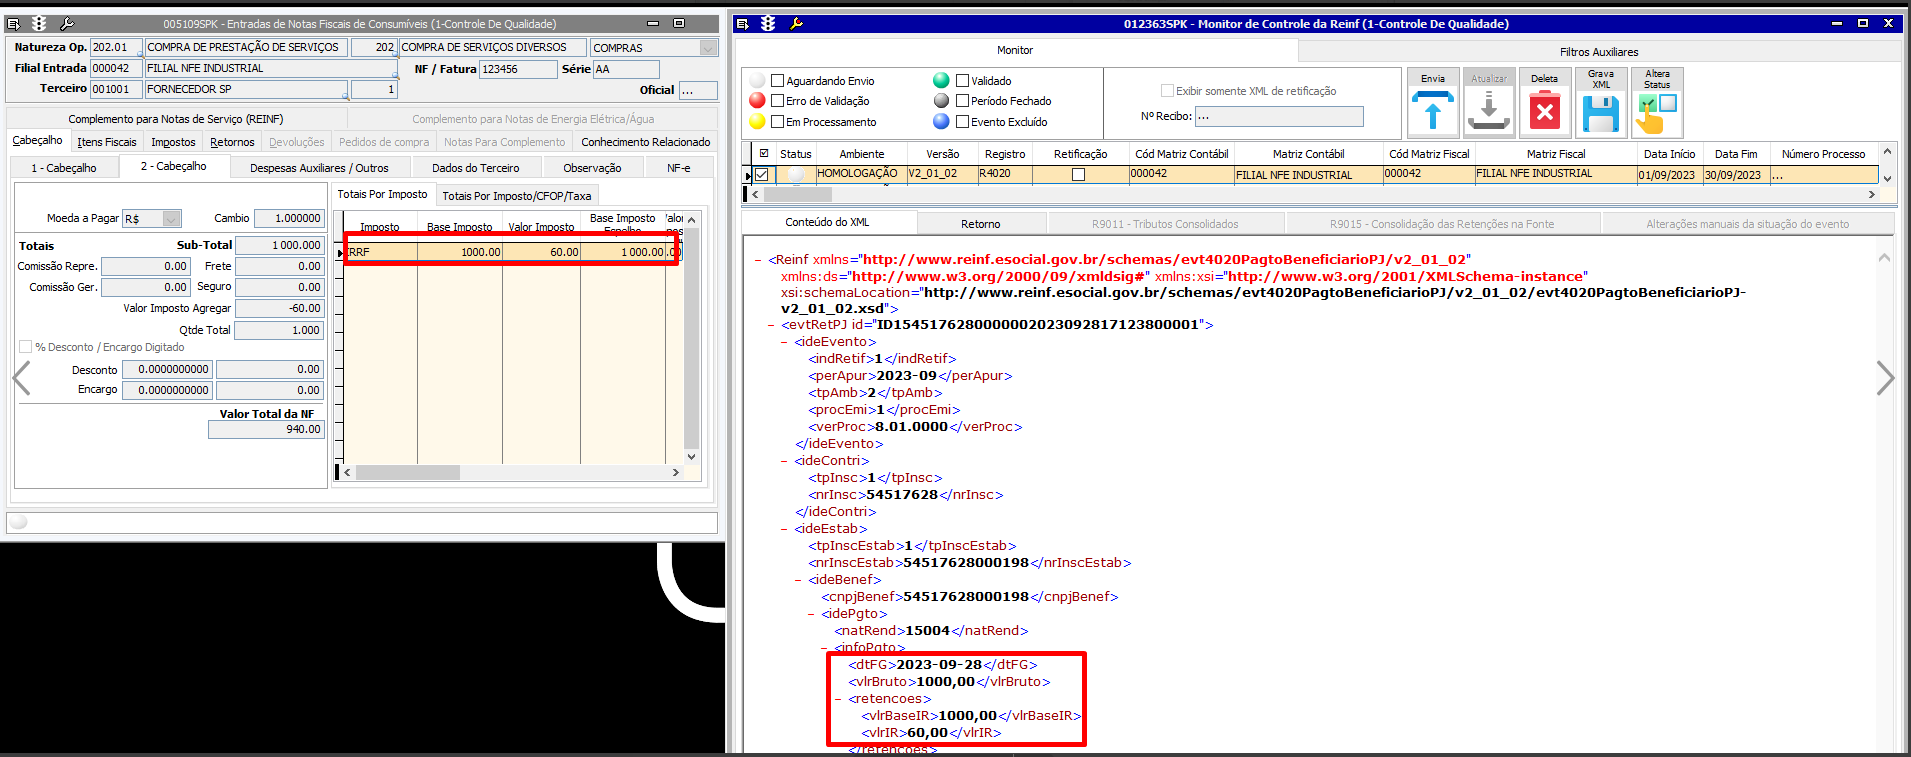 005109SPK - Entradas de Notas Fiscais de Consumíveis (1-Controle De Qualidade)
Natureza Op. 202.01 COMPRA DE PRESTAÇÃO DE SERVIÇOS 202 COMPRA DE SERVIÇOS DIVERSOS COMPRAS
Filial Entrada 000042 FILIAL NFE INDUSTRIAL NF / Fatura 123456 Série AA
Terceiro 001001 FORNECEDOR SP 1 Oficial ...
Complemento para Notas de Serviço (REINF) Complemento para Notas de Energia Elétrica/Água
Cabeçalho Itens Fiscais Impostos Retornos Devoluções Pedidos de compra Notas Para Complemento Conhecimento Relacionado
1 - Cabeçalho 2 - Cabeçalho Despesas Auxiliares / Outros Dados do Terceiro Observação NF-e
Moeda a Pagar R$ Cambio 1.000000
Totais Sub-Total 1 000.000
Comissão Repre. 0.00 Frete 0.00
Comissão Ger. 0.00 Seguro 0.00
Valor Imposto Agregar -60.00
Qtde Total 1.000
% Desconto / Encargo Digitado
Desconto 0.0000000000 0.00
Encargo 0.0000000000 0.00
Valor Total da NF
940.00
Totais Por Imposto Totais Por Imposto/CFOP/Taxa
Imposto Base Imposto Valor Imposto Base Imposto
RRF 1000.00 60.00 1 000.00 .00
012363SPK - Monitor de Controle da Reinf (1-Controle De Qualidade)
Monitor Filtros Auxiliares
Aguardando Envio Validado
Erro de Validação Período Fechado
Em Processamento Evento Excluído
Exibir somente XML de retificação
Nº Recibo: ...
Envia Atualizar Deleta Grava XML Altera Status
Status Ambiente Versão Registro Retificação Cód Matriz Contábil Matriz Contábil Cód Matriz Fiscal Matriz Fiscal Data Início Data Fim Número Processo
HOMOLOGAÇÃO V2_01_02 R4020 000042 FILIAL NFE INDUSTRIAL 000042 FILIAL NFE INDUSTRIAL 01/09/2023 30/09/2023 ...
Conteúdo do XML Retorno R9011 - Tributos Consolidados R9015 - Consolidação das Retenções na Fonte Alterações manuais da situação do evento
- <Reinf xmlns="http://www.reinf.esocial.gov.br/schemas/evt4020PagtoBeneficiarioPJ/v2_01_02"
xmlns:ds="http://www.w3.org/2000/09/xmldsig#" xmlns:xsi="http://www.w3.org/2001/XMLSchema-instance"
xsi:schemaLocation="http://www.reinf.esocial.gov.br/schemas/evt4020PagtoBeneficiarioPJ/v2_01_02/evt4020PagtoBeneficiarioPJ-
v2_01_02.xsd">
- <evtRetPJ id="ID1545176280000002023092817123800001">
- <ideEvento>
<indRetif>1</indRetif>
<perApur>2023-09</perApur>
<tpAmb>2</tpAmb>
<procEmi>1</procEmi>
<verProc>8.01.0000</verProc>
</ideEvento>
- <ideContri>
<tpInsc>1</tpInsc>
<nrInsc>54517628</nrInsc>
</ideContri>
- <ideEstab>
<tpInscEstab>1</tpInscEstab>
<nrInscEstab>54517628000198</nrInscEstab>
- <ideBenef>
<cnpjBenef>54517628000198</cnpjBenef>
- <idePgto>
<natRend>15004</natRend>
- <infoPgto>
<dtFG>2023-09-28</dtFG>
<vlrBruto>1000,00</vlrBruto>
- <retencoes>
<vlrBaseIR>1000,00</vlrBaseIR>
<vlrIR>60,00</vlrIR>
</retencoes>